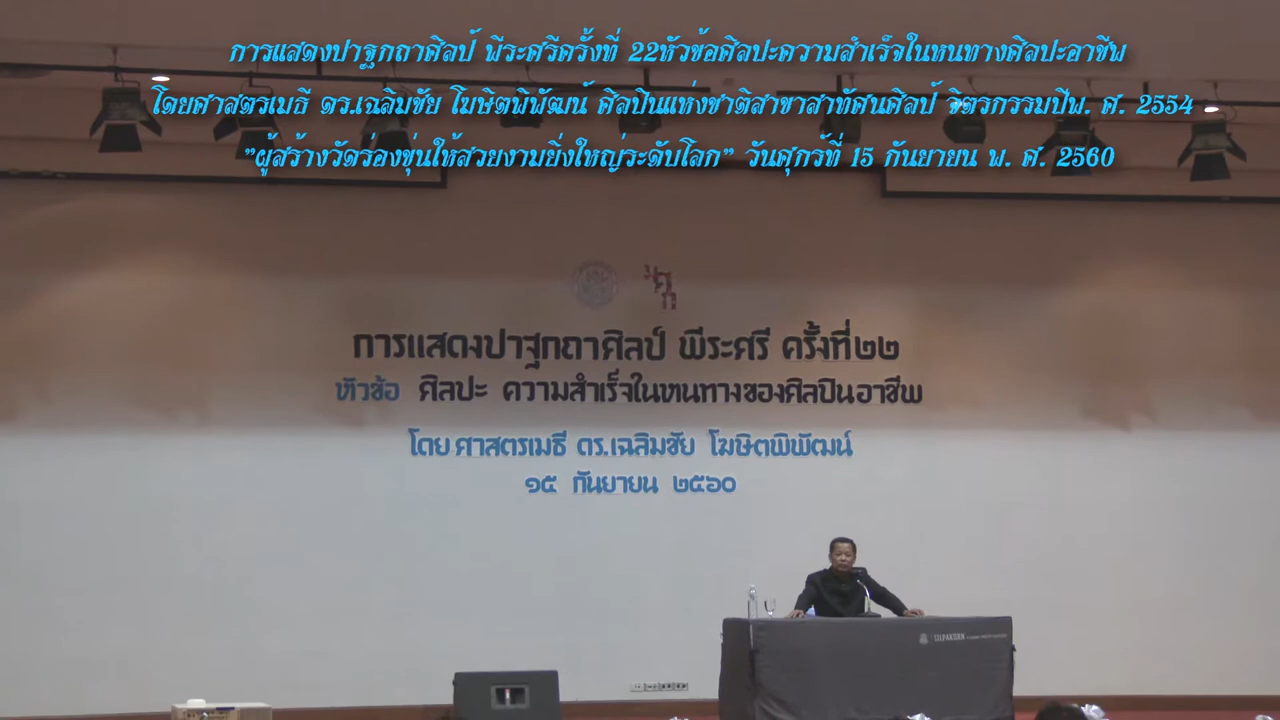 การแสดงปาฐกถาศิลป์ พีระศรีครั้งที่ 22หัวข้อศิลปะความสำเร็จในหนทางศิลปะอาชีพ
โดยศาสตรเมธี ดร.เฉลิมชัย โฆษิตพิพัฒน์ ศิลปินแห่งชาติสาขาสาทัศนศิลป์ จิตรกรรมปีพ. ศ. 2554
"ผู้สร้างวัดร่องขุ่นให้สวยงามยิ่งใหญ่ระดับโลก" วันศุกร์ที่ 15 กันยายน พ. ศ. 2560
การแสดงปาฐกถาศิลป์ พีระศรี ครั้งที่๒๒
หัวข้อ ศิลปะ ความสำเร็จในหนทางของศิลปินอาชีพ
โดย ศาสตรเมธี ดร.เฉลิมชัย โฆษิตพิพัฒน์
๑๕ กันยายน ๒๕๖๐
SILPAKORN